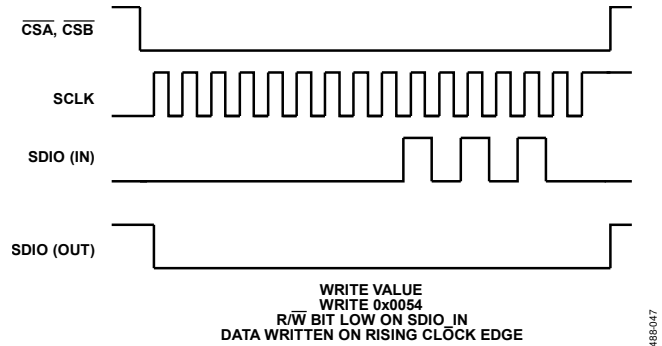 CSA, CSB
SCLK
SDIO (IN)
SDIO (OUT)
WRITE VALUE
WRITE 0x0054
R/W BIT LOW ON SDIO_IN
DATA WRITTEN ON RISING CLOCK EDGE
488-047